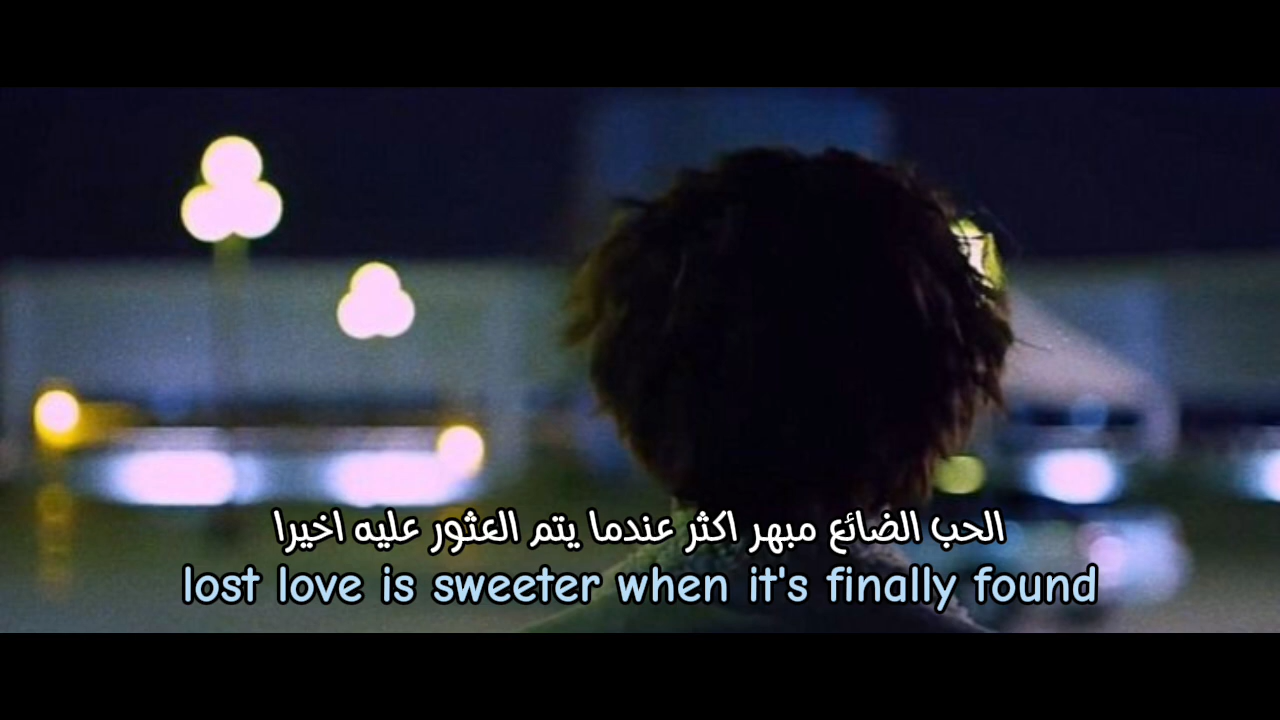 الحب الضائع مبهر اكثر عندما يتم العثور عليه اخيرا
lost love is sweeter when it's finally found